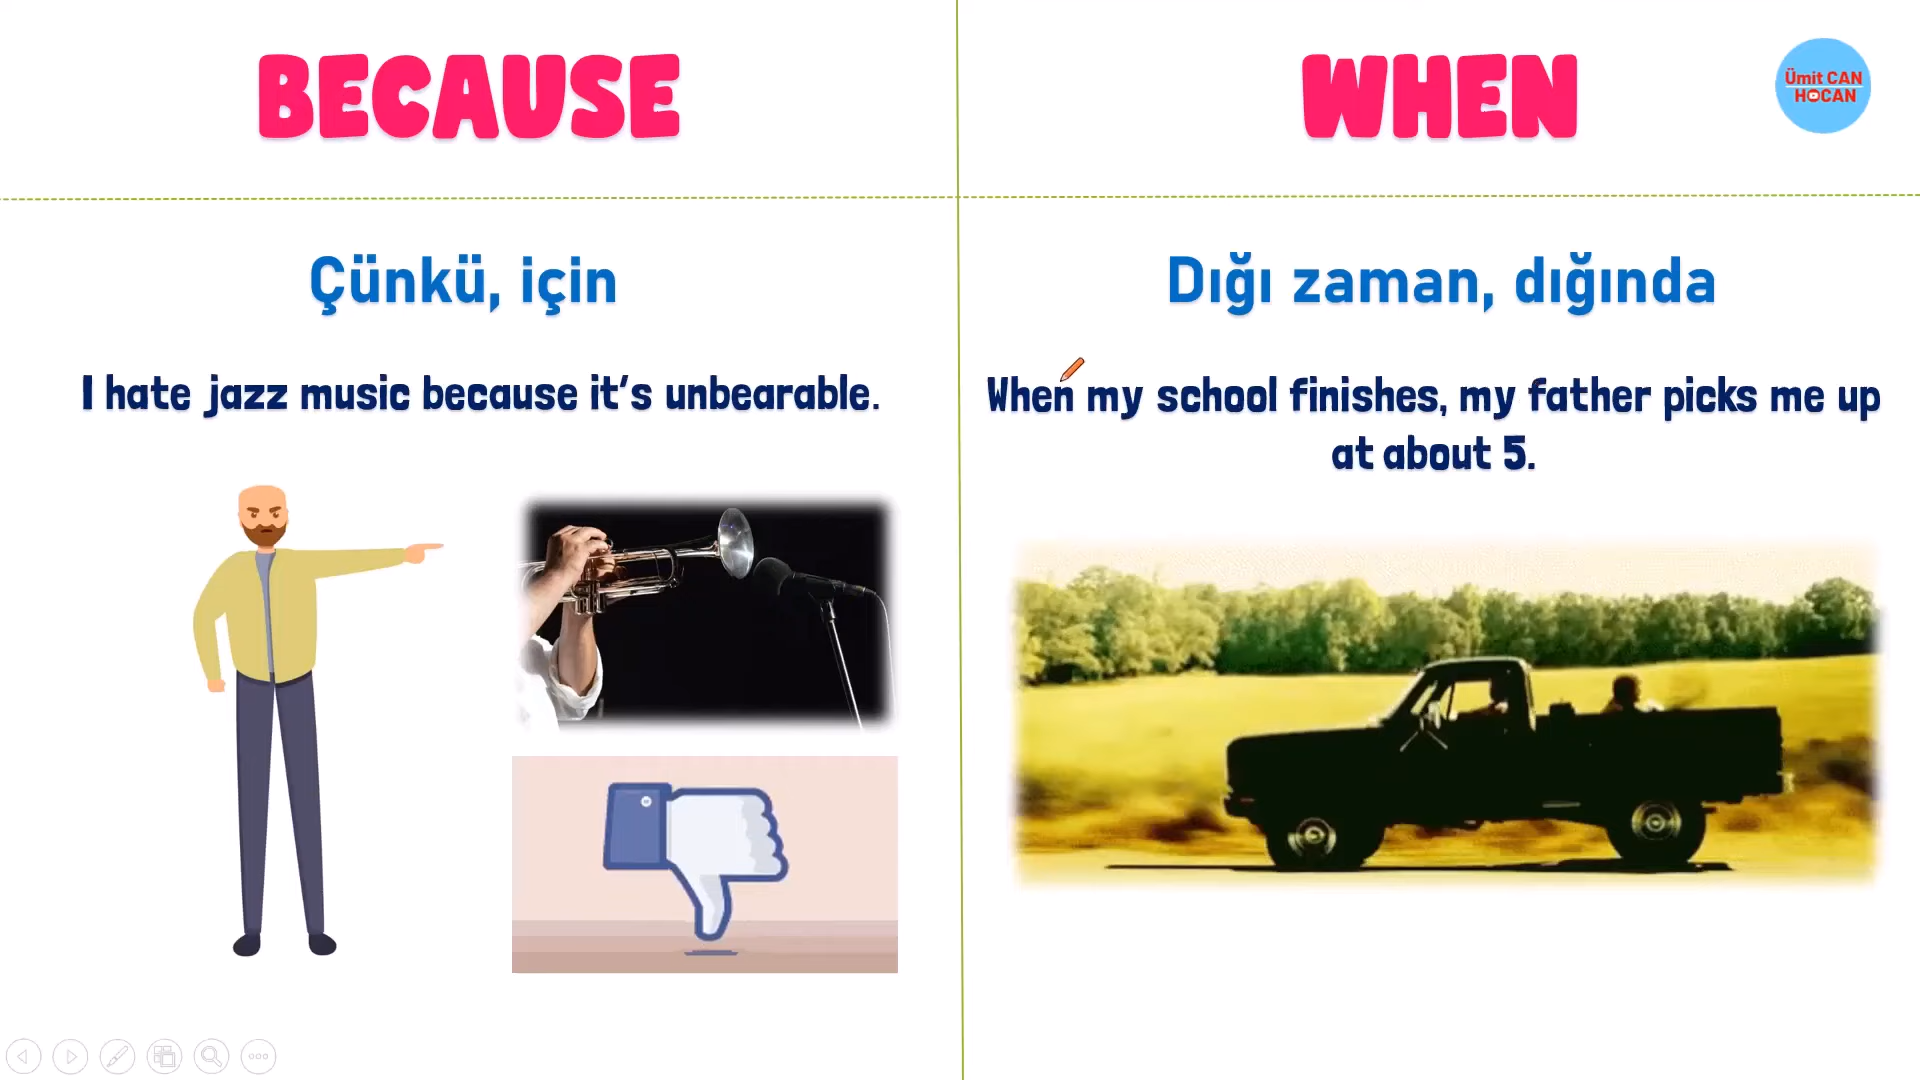 BECAUSE
WHEN
Ümit CAN
HOCAN
Çünkü, için
Dığı zaman, dığında
I hate jazz music because it's unbearable.
When my school finishes, my father picks me up
at about 5.